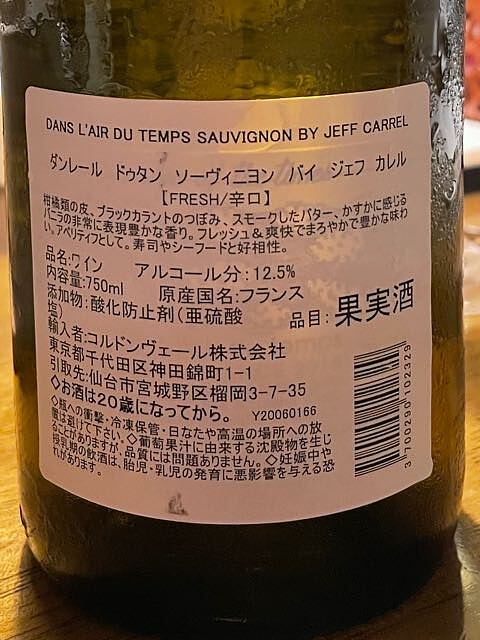 DANS L'AIR DU TEMPS SAUVIGNON BY JEFF CARREL
ダンレール ドゥタン ソーヴィニヨン バイ ジェフ カレル
【FRESH/辛口】
柑橘類の皮、ブラックカラントのつぼみ、スモークしたバター、かすかに感じる
バニラの非常に表現豊かな香り。フレッシュ&爽快でまろやかで豊かな味わ
い。アペリティフとして。寿司やシーフードと好相性。
品名:ワイン アルコール分:12.5%
内容量:750ml 原産国名:フランス
添加物:酸化防止剤(亜硫酸
塩) 品目:果実酒
輸入者:コルドンヴェール株式会社
東京都千代田区神田錦町1-1
引取先:仙台市宮城野区榴岡3-7-35
◇お酒は20歳になってから。 Y20060166
◇瓶への衝撃・冷凍保管・日なたや高温の場所への放
置は避けて下さい。◇葡萄果汁に由来する沈殿物を生じ
ることがありますが、品質には問題ありません。◇妊娠中や
授乳期の飲酒は、胎児・乳児の発育に悪影響を与える恐
れがあります。
3 700290 102329